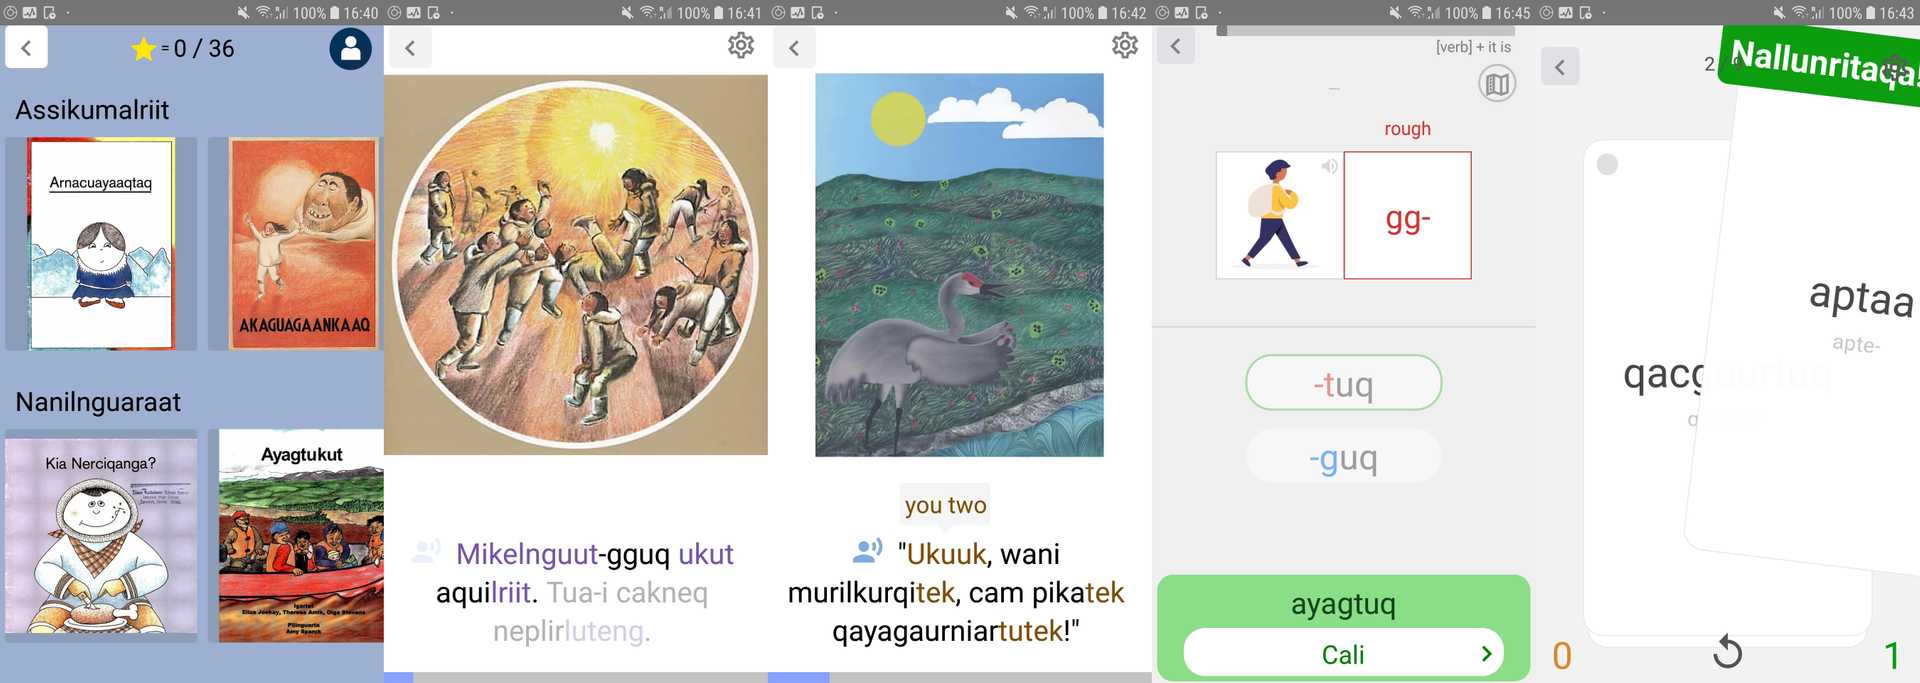 100% 16:40
= 0 / 36
Assikumalriit
Arnacuayaaqtaq
AKAGUAGAANKAAQ
Nanilnguaraat
Kia Nerciqanga?
Ayagtukut
Igartei
Pilinguarta
100% 16:41
Mikelnguut-gguq ukut
aquilriit. Tua-i cakneq
neplirluteng.
100% 16:42
you two
"Ukuuk, wani
murilkurqitek, cam pikatek
qayagaurniartutek!"
100% 16:45
[verb] + it is
rough
gg-
-tuq
-guq
ayagtuq
Cali
100% 16:43
2
Nallunritaqa!
aptaa
apte-
0
1